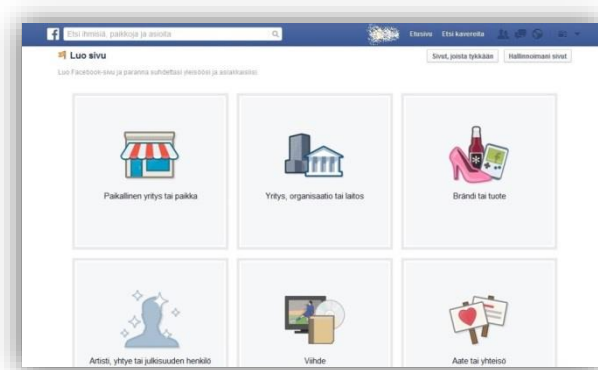 f Etsi ihmisiä, paikkoja ja asioita
Etusivu Etsi kavereita
Luo sivu
Sivut, joista tykkään Hallinnoimani sivut
Luo Facebook-sivu ja paranna suhdettasi yleisöösi ja asiakkaisiisi.
Paikallinen yritys tai paikka
Yritys, organisaatio tai laitos
Brändi tai tuote
Artisti, yhtye tai julkisuuden henkilö
Viihde
Aate tai yhteisö